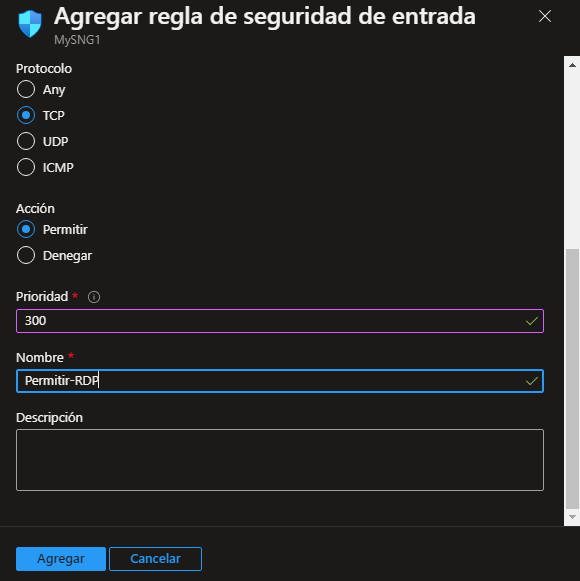 Agregar regla de seguridad de entrada
MySNG1
Protocolo
Any
TCP
UDP
ICMP
Acción
Permitir
Denegar
Prioridad *
300
Nombre *
Permitir-RDP
Descripción
Agregar Cancelar